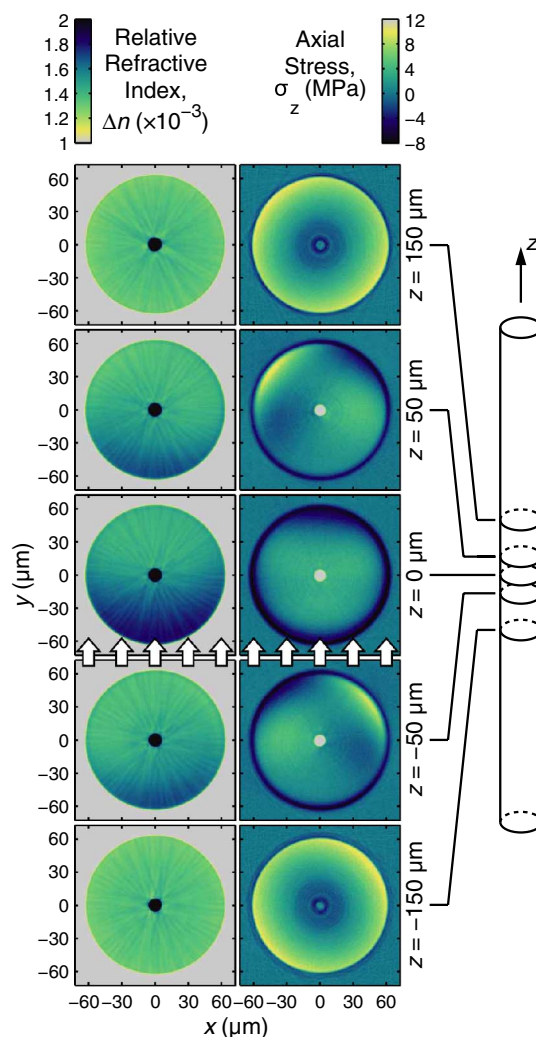 2
1.8
1.6
1.4
1.2
1
Relative
Refractive
Index,
Δn (×10⁻³)
Axial
Stress,
σz (MPa)
12
8
4
0
−4
−8
60
30
0
−30
−60
z = 150 µm
60
30
0
−30
−60
z = 50 µm
60
30
0
−30
−60
z = 0 µm
60
30
0
−30
−60
z = −50 µm
60
30
0
−30
−60
z = −150 µm
y (µm)
z
−60 −30 0 30 60 −60 −30 0 30 60
x (µm)